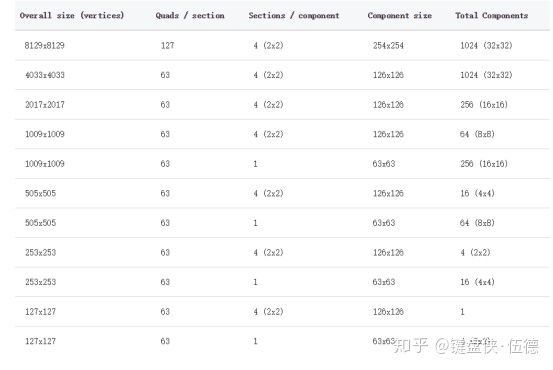 Overall size (vertices) Quads / section Sections / component Component size Total Components
8129x8129 127 4 (2x2) 254x254 1024 (32x32)
4033x4033 63 4 (2x2) 126x126 1024 (32x32)
2017x2017 63 4 (2x2) 126x126 256 (16x16)
1009x1009 63 4 (2x2) 126x126 64 (8x8)
1009x1009 63 1 63x63 256 (16x16)
505x505 63 4 (2x2) 126x126 16 (4x4)
505x505 63 1 63x63 64 (8x8)
253x253 63 4 (2x2) 126x126 4 (2x2)
253x253 63 1 63x63 16 (4x4)
127x127 63 4 (2x2) 126x126 1
127x127 63 1 63x63 4 (2x2)
知乎 @键盘侠·伍德